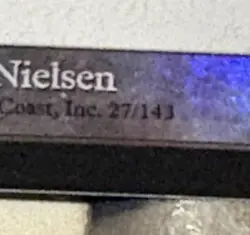 Nielsen
Coast, Inc. 27/143